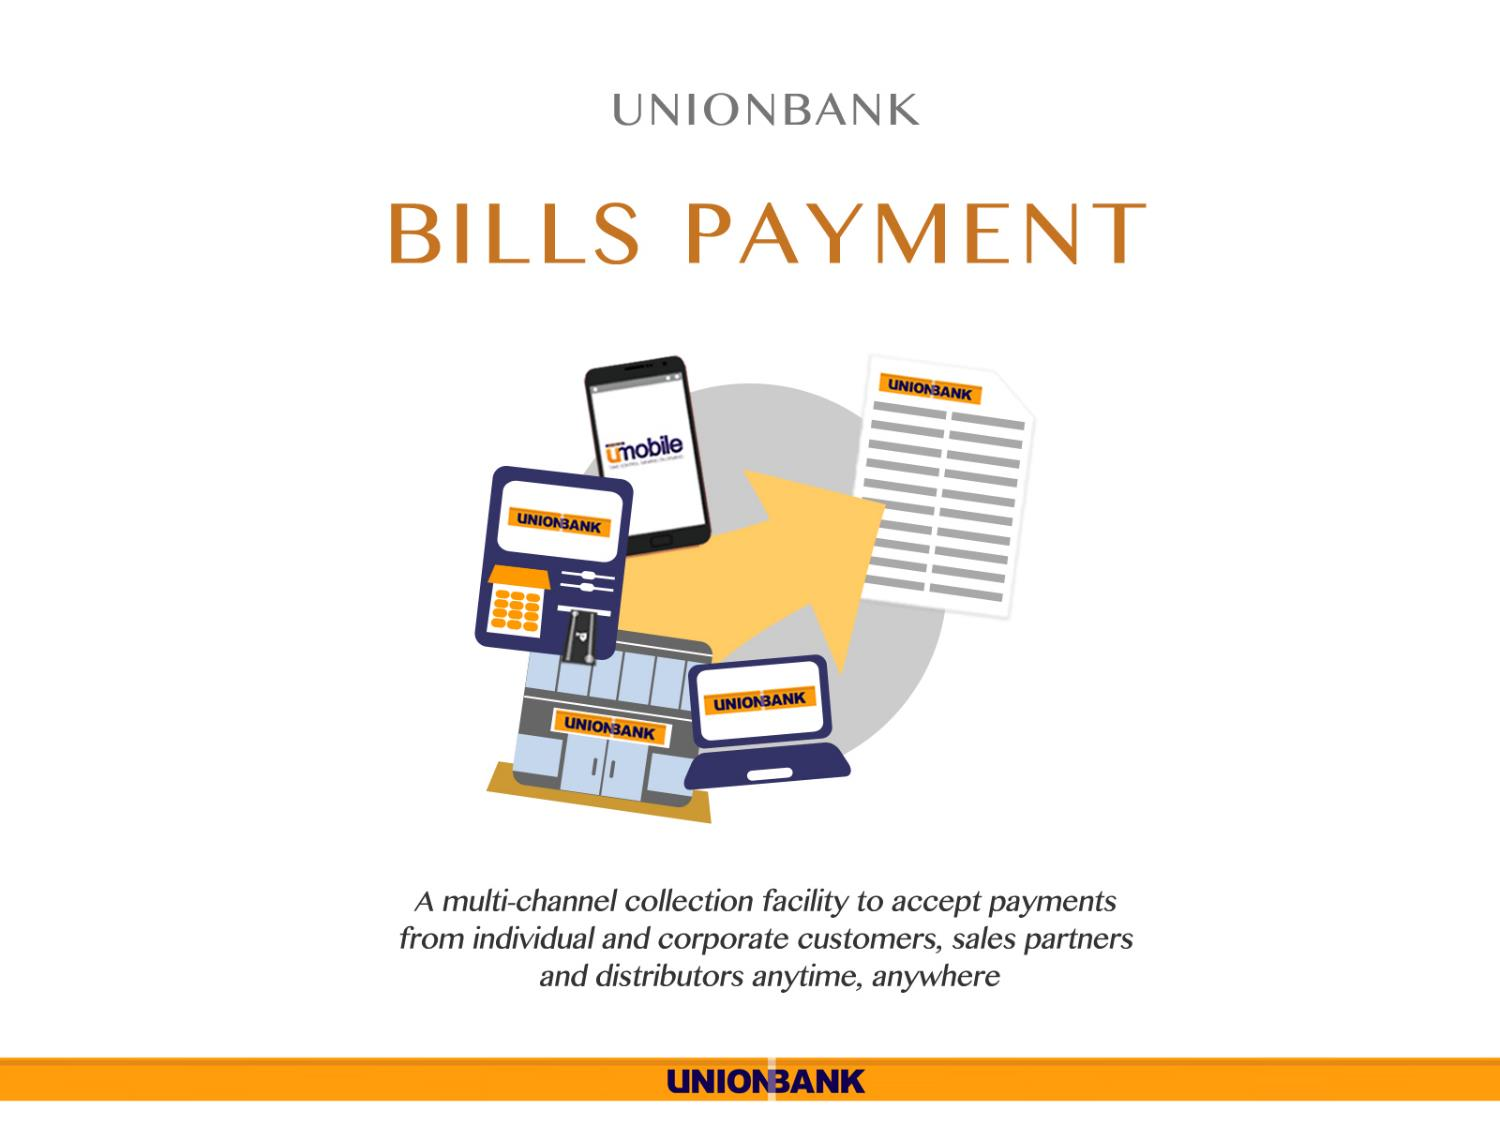 UNIONBANK
BILLS PAYMENT
umobile
UNIONBANK
UNIONBANK
UNIONBANK
UNIONBANK
A multi-channel collection facility to accept payments
from individual and corporate customers, sales partners
and distributors anytime, anywhere
UNIONBANK